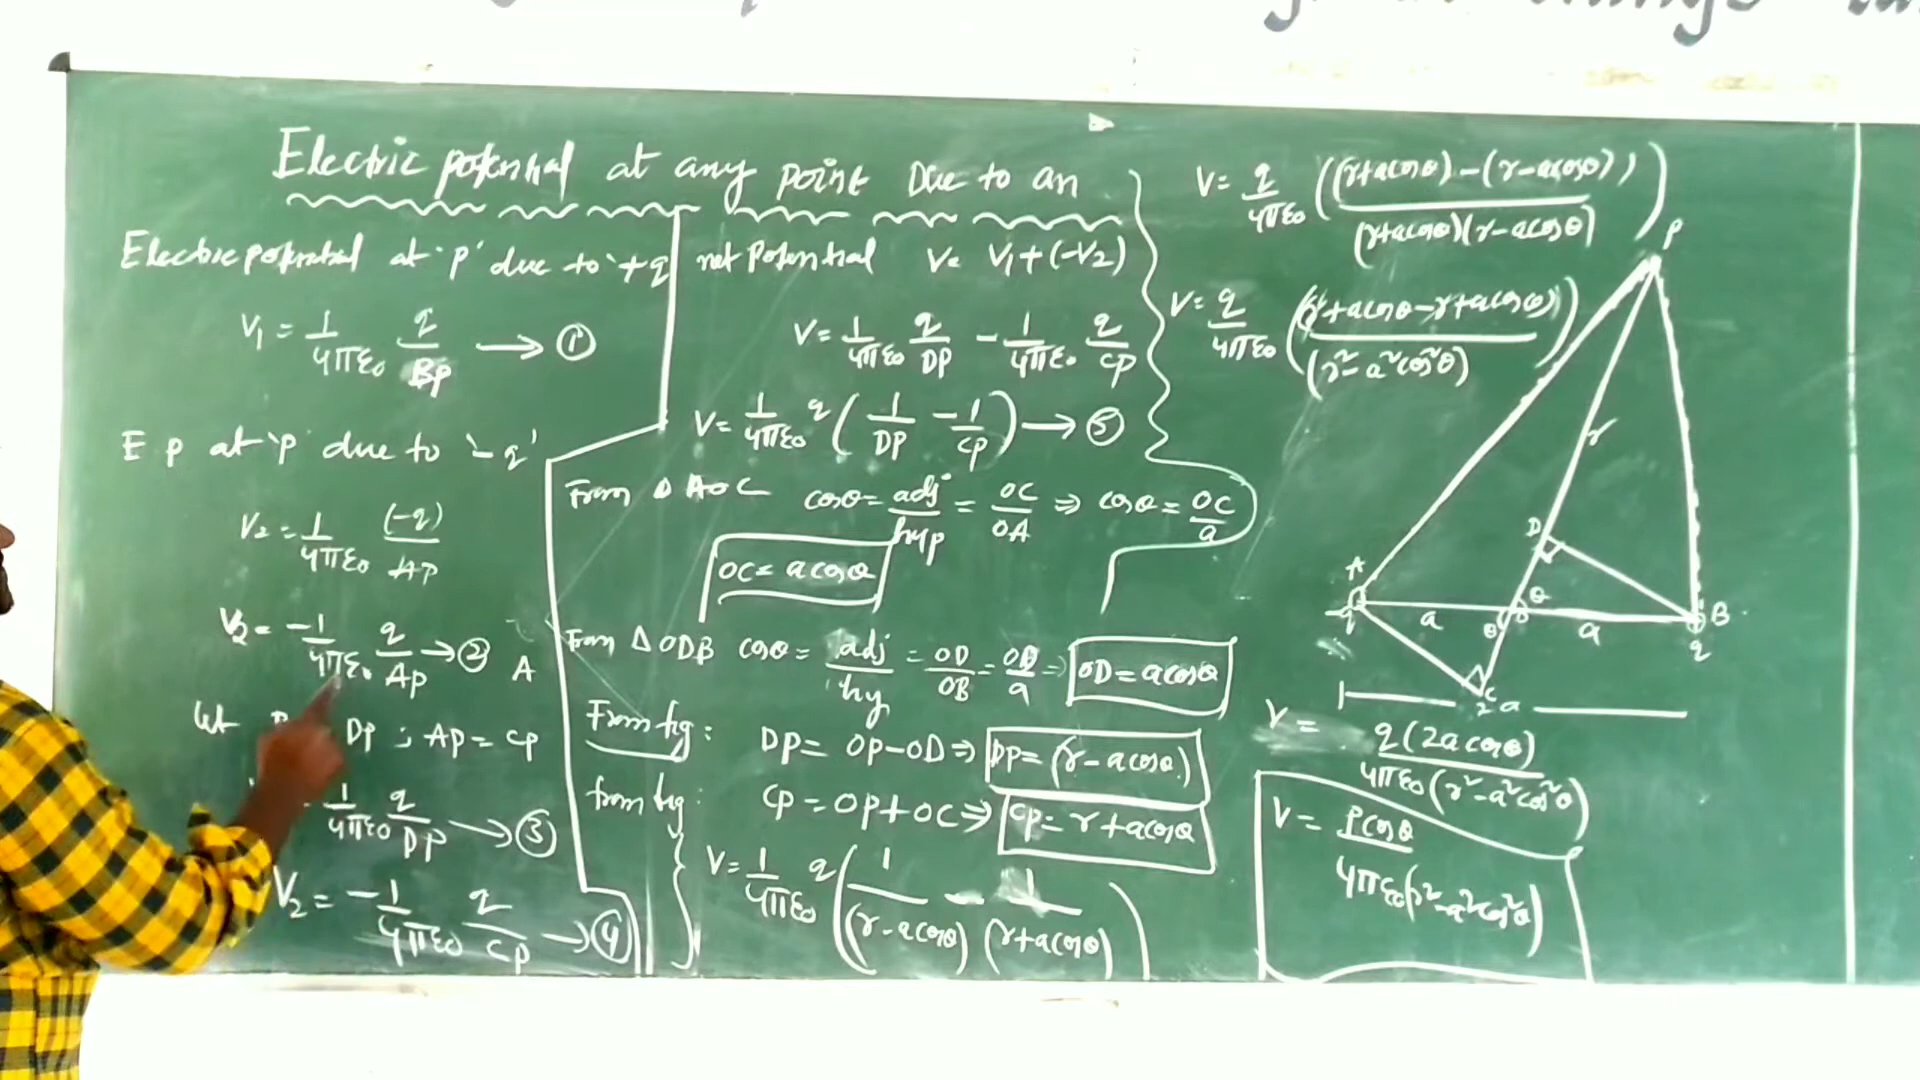 Electric potential at any point Due to an
Electric potential at 'P' due to '+q'
V₁ = 1/4πε₀ q/BP → ①
E P at 'P' due to '-q'
V₂ = 1/4πε₀ (-q)/AP
V₂ = -1/4πε₀ q/AP → ② A
let DP ; AP = CP
1/4πε₀ q/DP → ③
V₂ = -1/4πε₀ q/CP → ④
net Potential V = V₁ + (-V₂)
V = 1/4πε₀ q/DP - 1/4πε₀ q/CP
V = 1/4πε₀ q (1/DP - 1/CP) → ⑤
From Δ AOC cosθ = adj/hyp = OC/OA ⇒ cosθ = OC/a
OC = a cosθ
From Δ ODB cosθ = adj/hy = OD/OB = OD/a ⇒ OD = a cosθ
From fig: DP = OP - OD ⇒ DP = (r - a cosθ)
from fig: CP = OP + OC ⇒ CP = r + a cosθ
V = 1/4πε₀ q (1/(r - a cosθ) - 1/(r + a cosθ))
V = q/4πε₀ (((r + a cosθ) - (r - a cosθ))/((r + a cosθ)(r - a cosθ)))
V = q/4πε₀ ((r + a cosθ - r + a cosθ)/(r² - a² cos²θ))
P
r
D
A
θ
-q
a
θ
O
a
B
q
C
2a
V = q(2a cosθ)/4πε₀(r² - a² cos²θ)
V = P cosθ/4πε₀(r² - a² cos²θ)